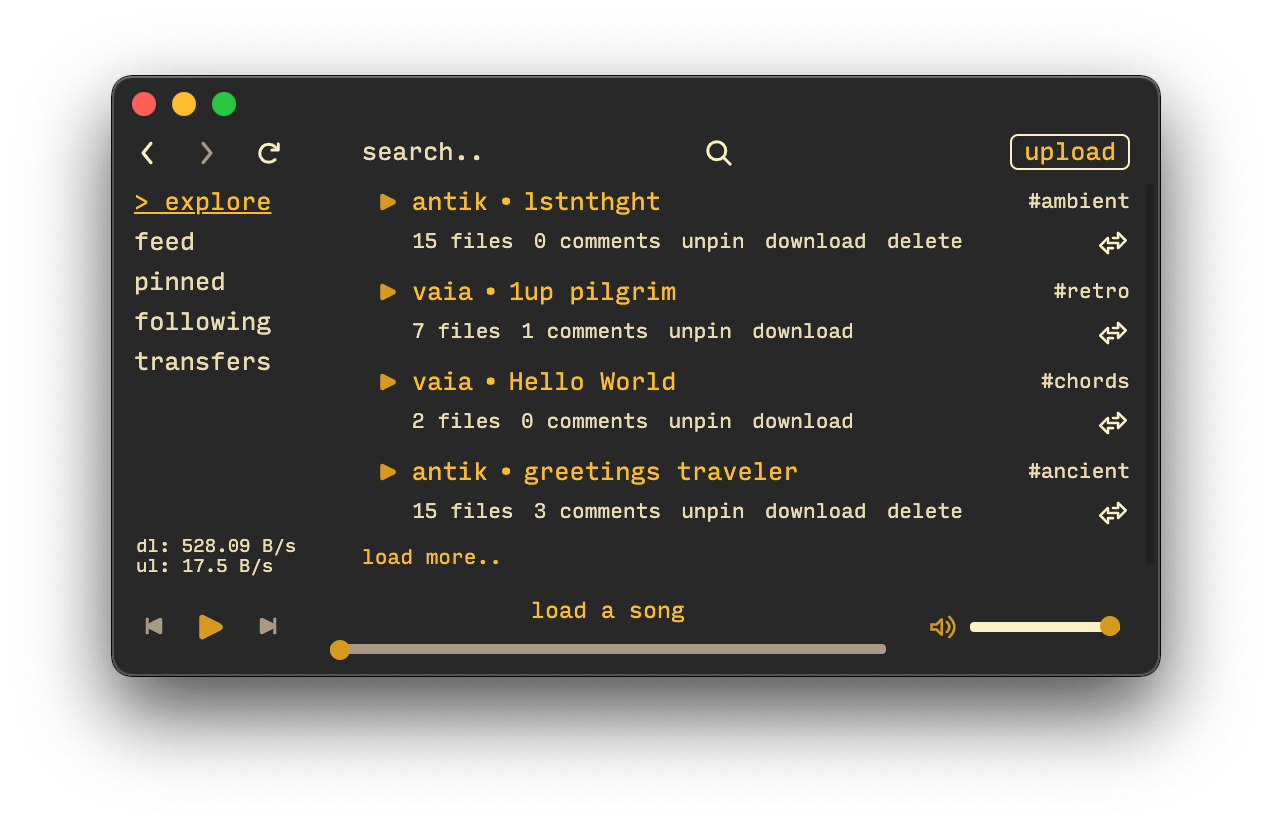 search..
upload
> explore
feed
pinned
following
transfers
antik • lstnthght
#ambient
15 files 0 comments unpin download delete
vaia • 1up pilgrim
#retro
7 files 1 comments unpin download
vaia • Hello World
#chords
2 files 0 comments unpin download
antik • greetings traveler
#ancient
15 files 3 comments unpin download delete
load more..
dl: 528.09 B/s
ul: 17.5 B/s
load a song